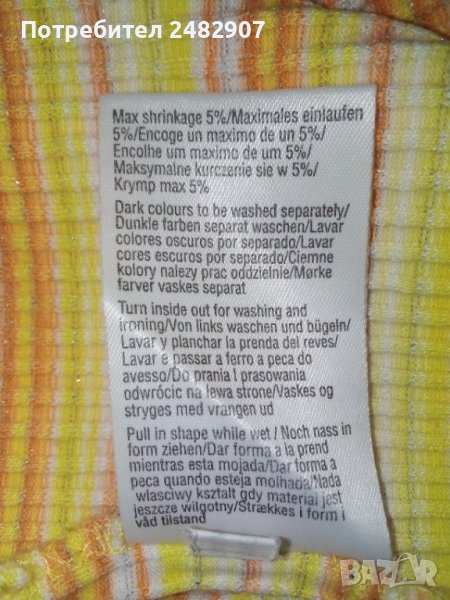 Потребител 2482907
Max shrinkage 5%/Maximales einlaufen
5%/Encoge un maximo de un 5%/
Encolhe um maximo de um 5%/
Maksymalne kurczenie sie w 5%/
Krymp max 5%
Dark colours to be washed separately/
Dunkle farben separat waschen/Lavar
colores oscuros por separado/Lavar
cores escuros por separado/Ciemne
kolory nalezy prac oddzielnie/Mørke
farver vaskes separat
Turn inside out for washing and
ironing/Von links waschen und bügeln/
Lavar y planchar la prenda del reves/
Lavar e passar a ferro a peca do
avesso/Do prania I prasowania
odwrócic na lewa strone/Vaskes og
stryges med vrangen ud
Pull in shape while wet / Noch nass in
form ziehen/Dar forma a la prend
mientras esta mojada/Dar forma a
peca quando esteja molhada/Nada
wlasciwy ksztalt gdy material jest
jeszcze wilgotny/Strækkes i form i
våd tilstand
BAZAR